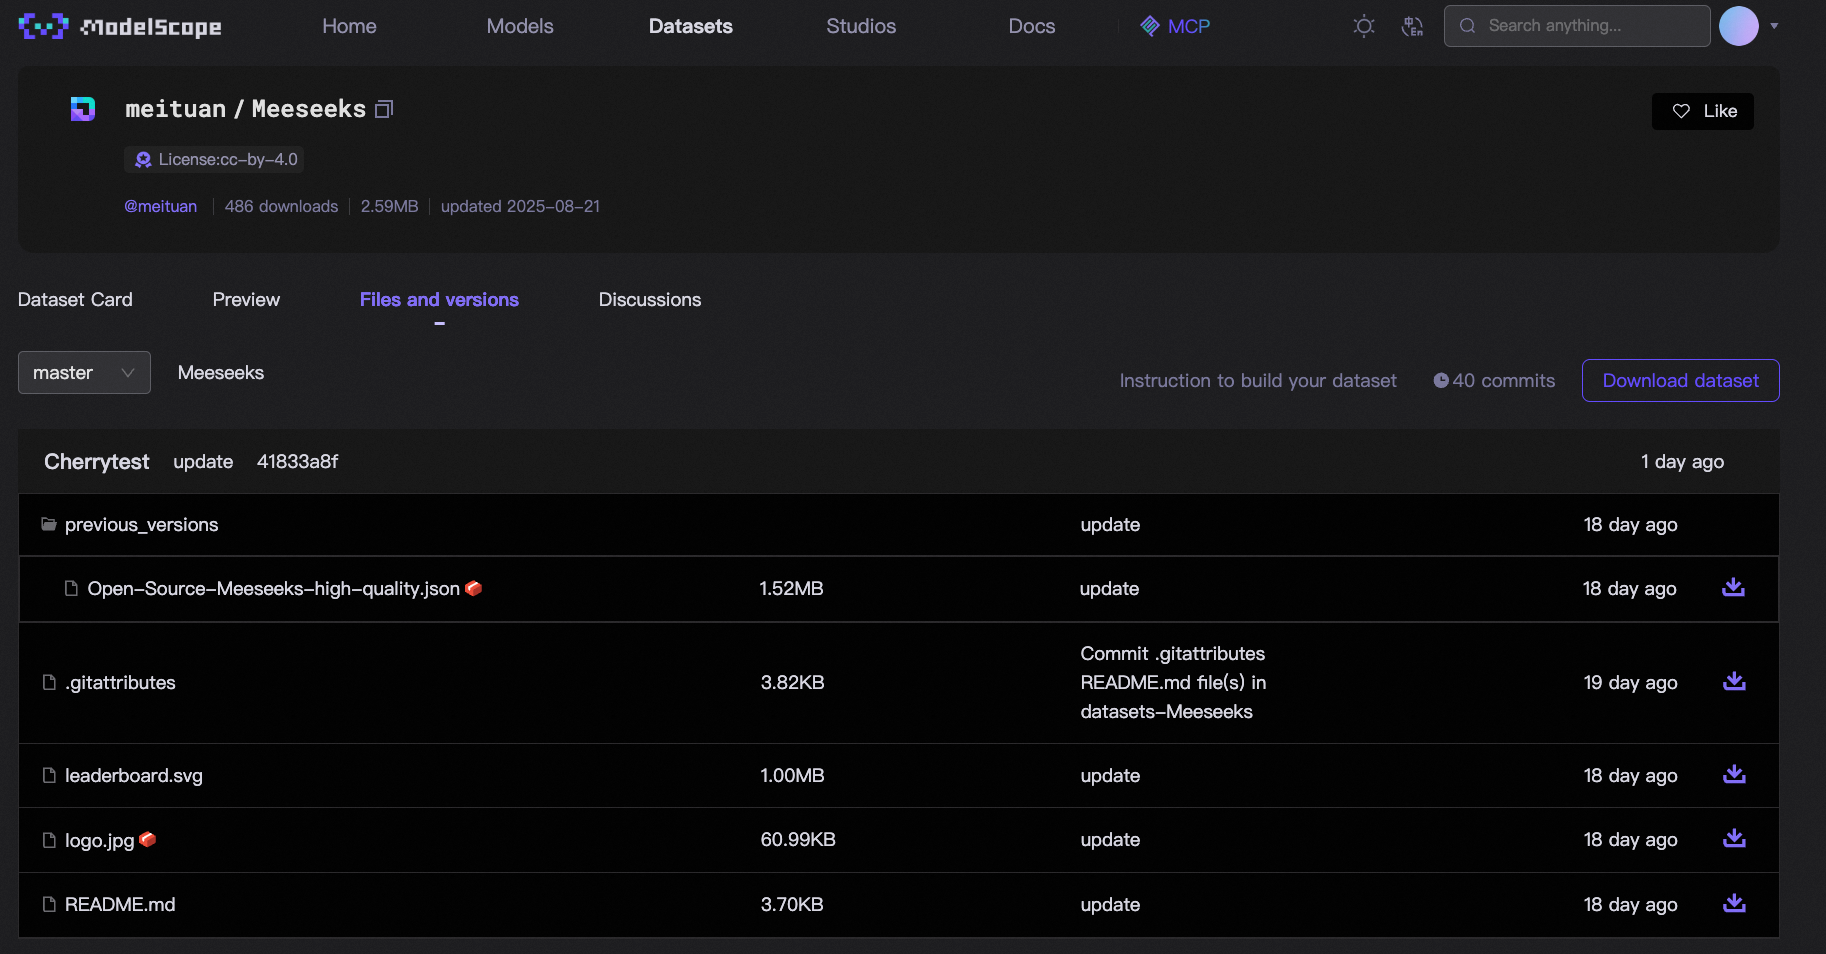 ModelScope
Home
Models
Datasets
Studios
Docs
MCP
En
Search anything...
meituan / Meeseeks
Like
License:cc-by-4.0
@meituan
486 downloads
2.59MB
updated 2025-08-21
Dataset Card
Preview
Files and versions
Discussions
master
Meeseeks
Instruction to build your dataset
40 commits
Download dataset
Cherrytest update 41833a8f 1 day ago
previous_versions update 18 day ago
Open-Source-Meeseeks-high-quality.json 1.52MB update 18 day ago
.gitattributes 3.82KB
Commit .gitattributes
README.md file(s) in
datasets-Meeseeks
19 day ago
leaderboard.svg 1.00MB update 18 day ago
logo.jpg 60.99KB update 18 day ago
README.md 3.70KB update 18 day ago